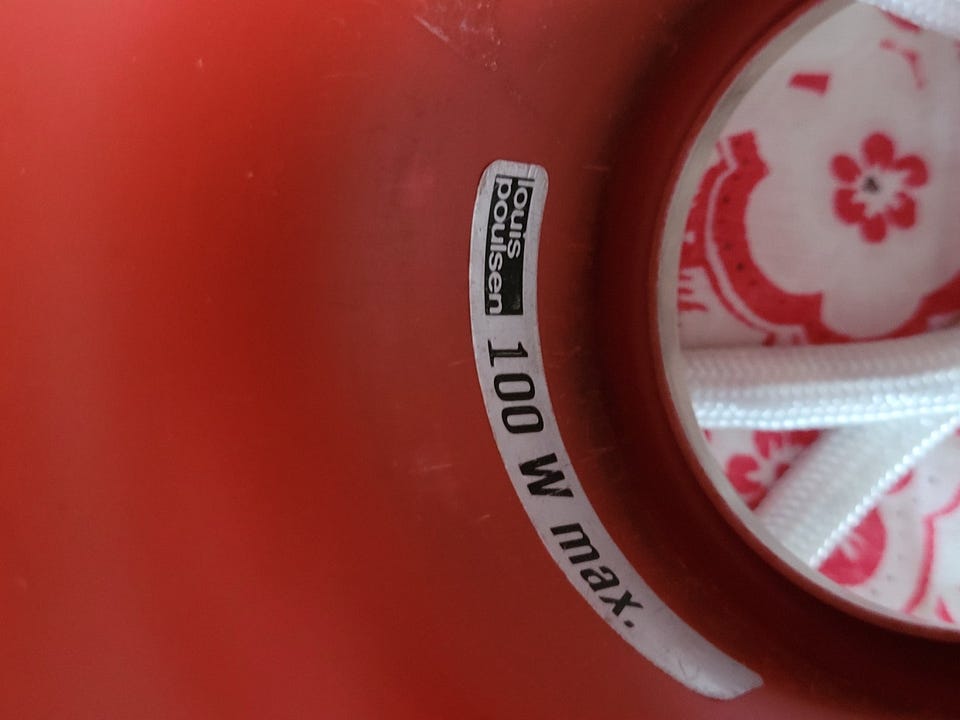 louis
poulsen
100 W max.